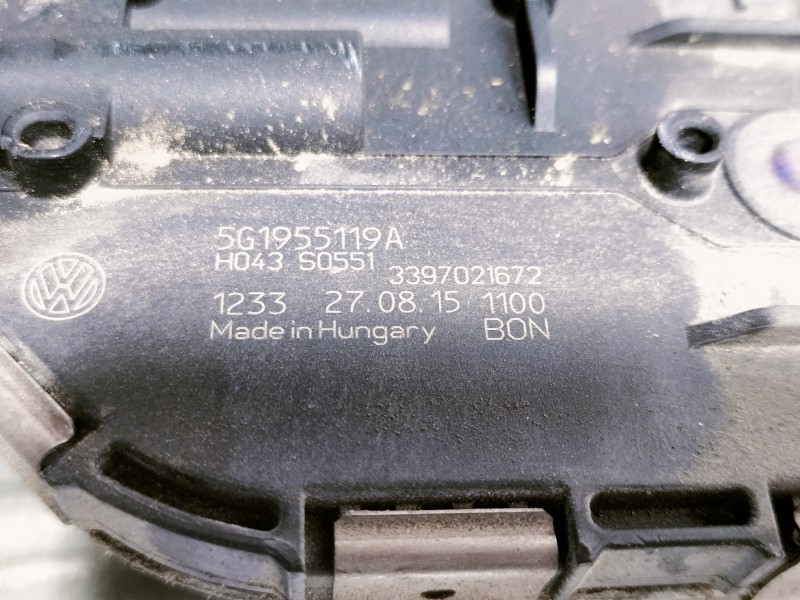 5G1955119A
H043 S0551 3397021672
1233 27.08.15 1100
Made in Hungary BON